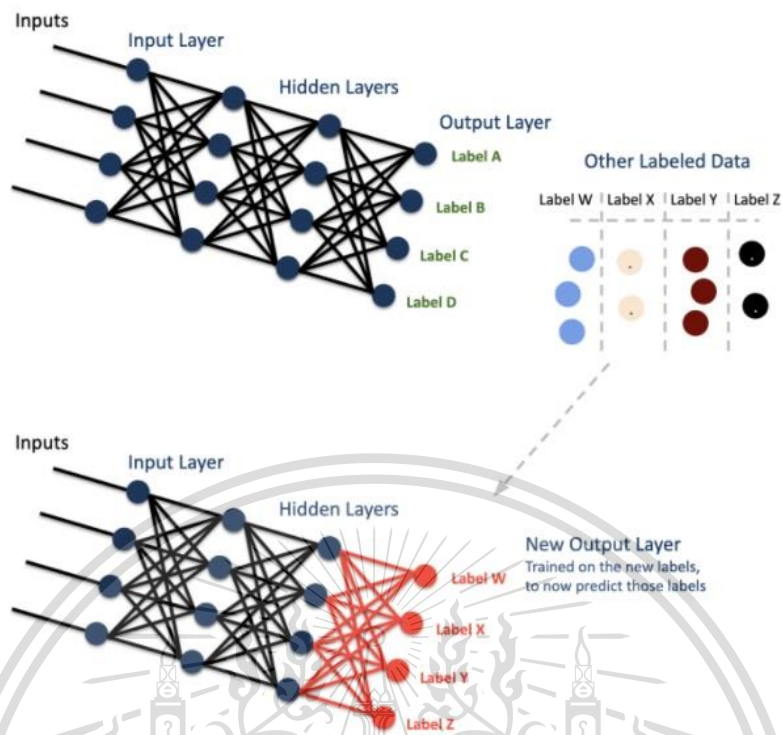 Inputs
Input Layer
Hidden Layers
Output Layer
Label A
Label B
Label C
Label D
Other Labeled Data
Label W Label X Label Y Label Z
Inputs
Input Layer
Hidden Layers
New Output Layer
Trained on the new labels,
to now predict those labels
Label W
Label X
Label Y
Label Z